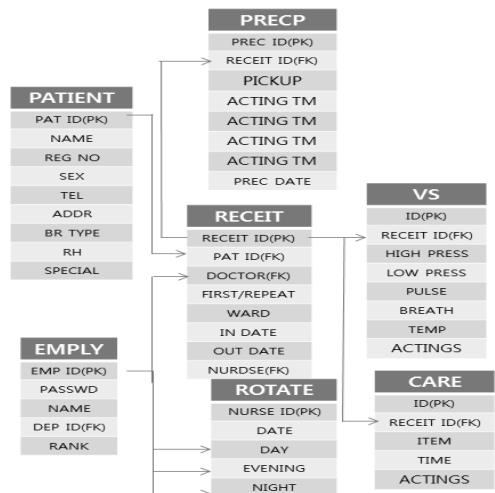 PRECP
PREC ID(PK)
RECEIT ID(FK)
PICKUP
ACTING TM
ACTING TM
ACTING TM
ACTING TM
PREC DATE
PATIENT
PAT ID(PK)
NAME
REG NO
SEX
TEL
ADDR
BR TYPE
RH
SPECIAL
RECEIT
RECEIT ID(PK)
PAT ID(FK)
DOCTOR(FK)
FIRST/REPEAT
WARD
IN DATE
OUT DATE
NURDSE(FK)
VS
ID(PK)
RECEIT ID(FK)
HIGH PRESS
LOW PRESS
PULSE
BREATH
TEMP
ACTINGS
EMPLY
EMP ID(PK)
PASSWD
NAME
DEP ID(FK)
RANK
ROTATE
NURSE ID(PK)
DATE
DAY
EVENING
NIGHT
CARE
ID(PK)
RECEIT ID(FK)
ITEM
TIME
ACTINGS